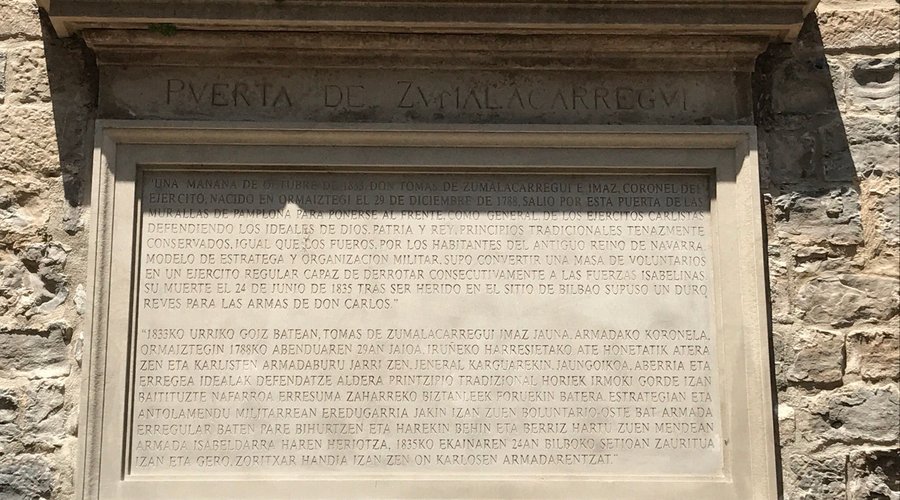 PVERTA DE ZVMALACARREGVI
"UNA MAÑANA DE OCTUBRE DE 1833, DON TOMAS DE ZUMALACARREGUI E IMAZ, CORONEL DEL
EJERCITO, NACIDO EN ORMAIZTEGI EL 29 DE DICIEMBRE DE 1788, SALIO POR ESTA PUERTA DE LAS
MURALLAS DE PAMPLONA PARA PONERSE AL FRENTE, COMO GENERAL, DE LOS EJERCITOS CARLISTAS
DEFENDIENDO LOS IDEALES DE DIOS, PATRIA Y REY, PRINCIPIOS TRADICIONALES TENAZMENTE
CONSERVADOS, IGUAL QUE LOS FUEROS, POR LOS HABITANTES DEL ANTIGUO REINO DE NAVARRA.
MODELO DE ESTRATEGA Y ORGANIZACION MILITAR, SUPO CONVERTIR UNA MASA DE VOLUNTARIOS
EN UN EJERCITO REGULAR CAPAZ DE DERROTAR CONSECUTIVAMENTE A LAS FUERZAS ISABELINAS.
SU MUERTE EL 24 DE JUNIO DE 1835 TRAS SER HERIDO EN EL SITIO DE BILBAO SUPUSO UN DURO
REVES PARA LAS ARMAS DE DON CARLOS."
"1833KO URRIKO GOIZ BATEAN, TOMAS DE ZUMALACARREGUI IMAZ JAUNA, ARMADAKO KORONELA,
ORMAIZTEGIN 1788KO ABENDUAREN 29AN JAIOA, IRUÑEKO HARRESIETAKO ATE HONETATIK ATERA
ZEN ETA KARLISTEN ARMADABURU JARRI ZEN, JENERAL KARGUAREKIN, JAUNGOIKOA, ABERRIA ETA
ERREGEA IDEALAK DEFENDATZE ALDERA PRINTZIPIO TRADIZIONAL HORIEK IRMOKI GORDE IZAN
BAITITUZTE NAFARROA ERRESUMA ZAHARREKO BIZTANLEEK FORUEKIN BATERA. ESTRATEGIAN ETA
ANTOLAMENDU MILITARREAN EREDUGARRIA JAKIN IZAN ZUEN BOLUNTARIO-OSTE BAT ARMADA
ERREGULAR BATEN PARE BIHURTZEN ETA HAREKIN BEHIN ETA BERRIZ HARTU ZUEN MENDEAN
ARMADA ISABELDARRA HAREN HERIOTZA, 1835KO EKAINAREN 24AN BILBOKO SETIOAN ZAURITUA
IZAN ETA GERO, ZORITXAR HANDIA IZAN ZEN ON KARLOSEN ARMADARENTZAT."